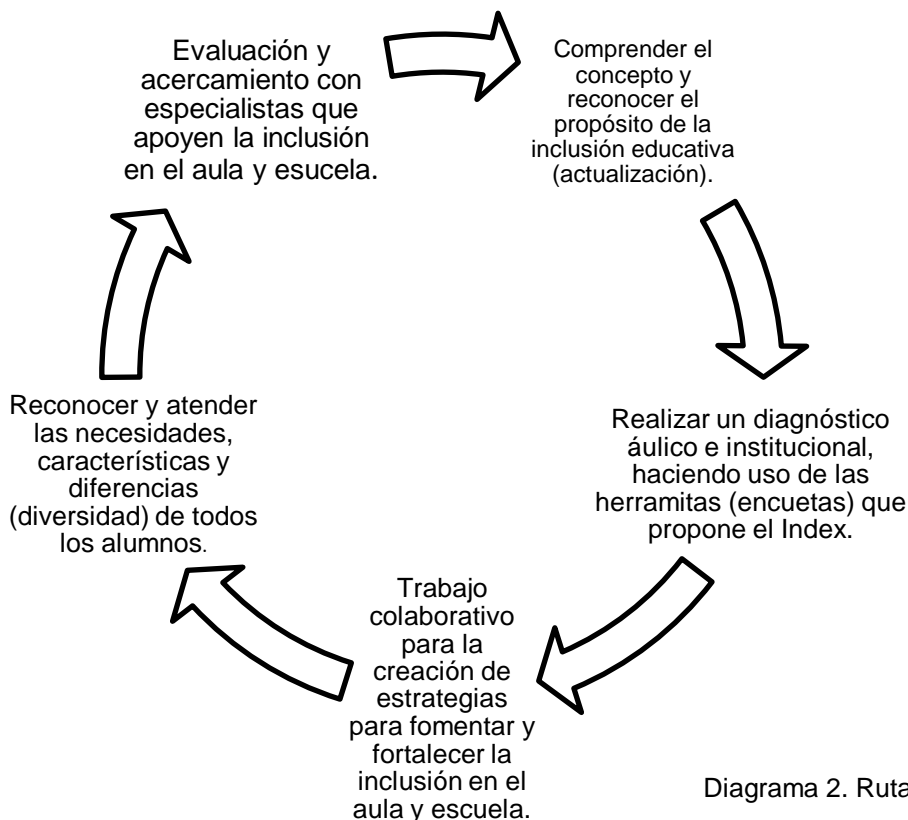 Evaluación y
acercamiento con
especialistas que
apoyen la inclusión
en el aula y esucela.
Comprender el
concepto y
reconocer el
propósito de la
inclusión educativa
(actualización).
Realizar un diagnóstico
áulico e institucional,
haciendo uso de las
herramitas (encuetas) que
propone el Index.
Trabajo
colaborativo
para la
creación de
estrategias
para fomentar y
fortalecer la
inclusión en el
aula y escuela.
Reconocer y atender
las necesidades,
características y
diferencias
(diversidad) de todos
los alumnos.
Diagrama 2. Ruta